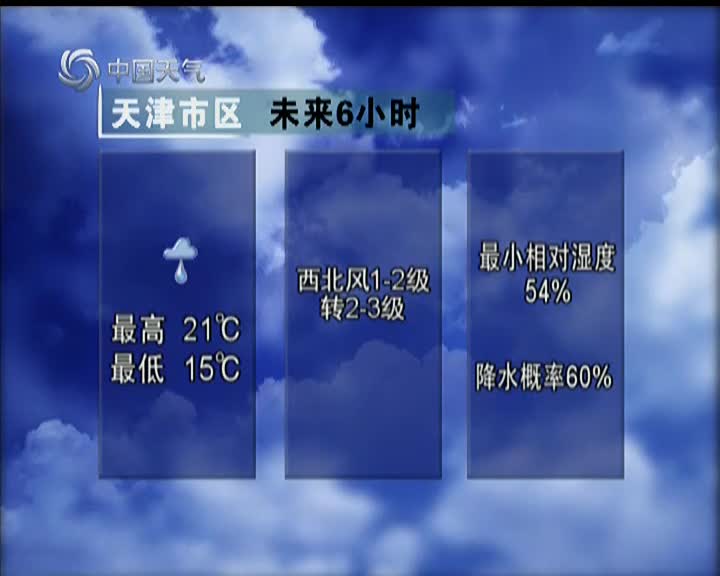 中国天气
天津市区 未来6小时
最高 21℃
最低 15℃
西北风1-2级
转2-3级
最小相对湿度
54%
降水概率60%